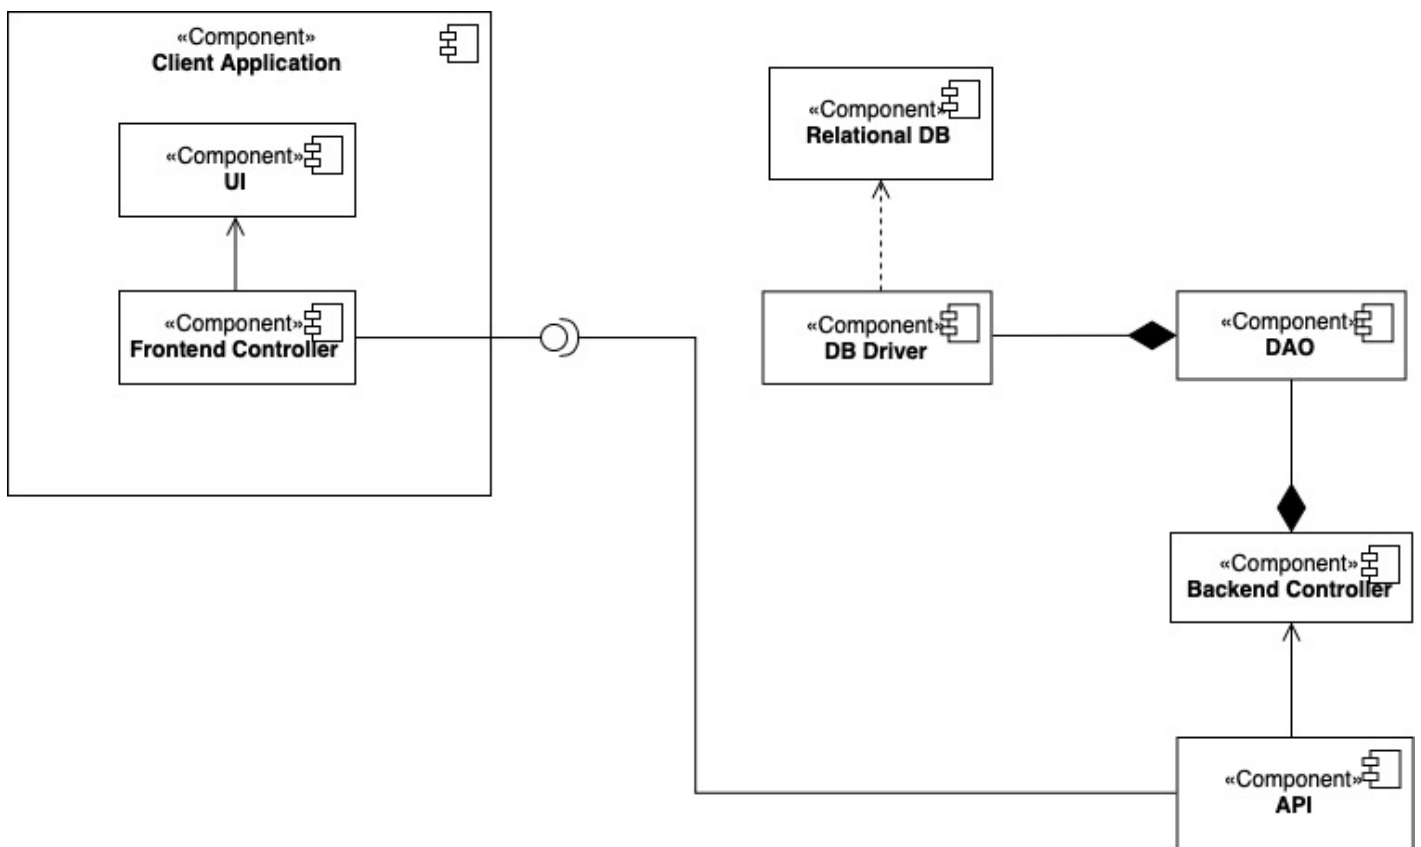 «Component»
Client Application
«Component»
UI
«Component»
Frontend Controller
«Component»
Relational DB
«Component»
DB Driver
«Component»
DAO
«Component»
Backend Controller
«Component»
API